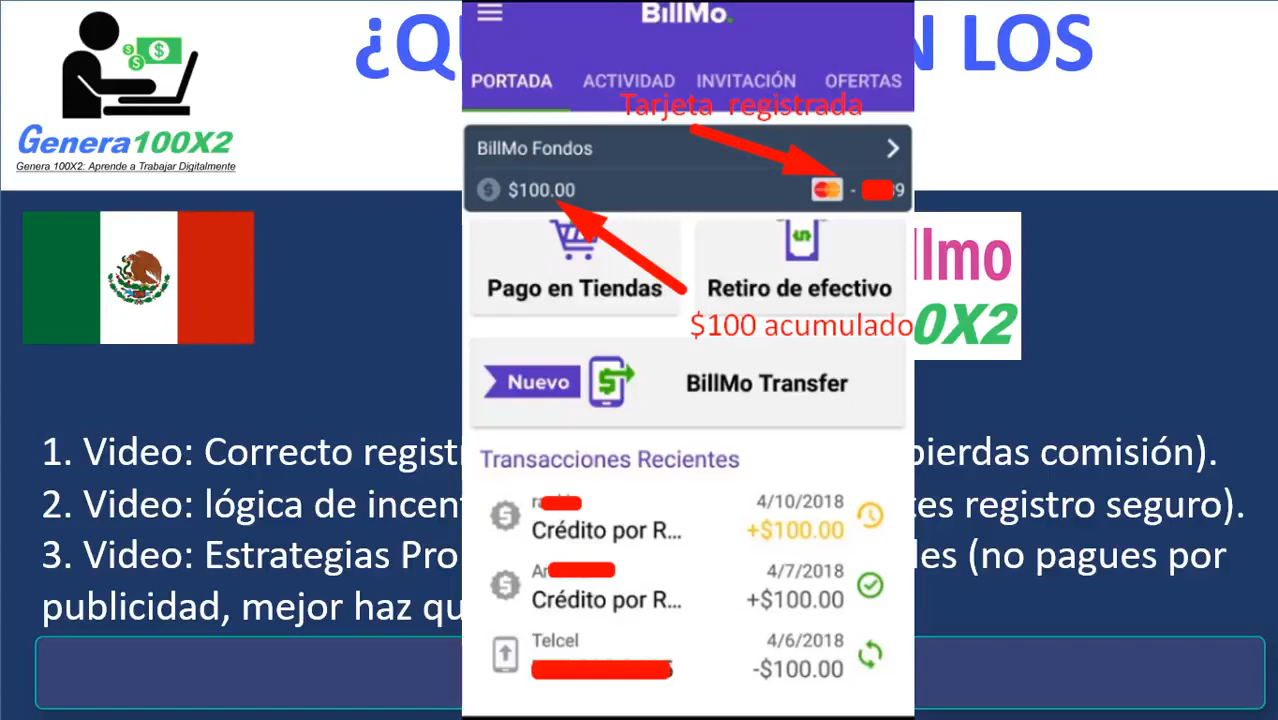 LOS
BillMo.
PORTADA ACTIVIDAD INVITACIÓN OFERTAS
Tarjeta registrada
BillMo Fondos
$100.00 - 9
Genera100X2
Genera 100X2: Aprende a Trabajar Digitalmente
Pago en Tiendas Retiro de efectivo
$100 acumulado
llmo
0X2
Nuevo BillMo Transfer
Transacciones Recientes
4/10/2018
Crédito por R... +$100.00
4/7/2018
Crédito por R... +$100.00
Telcel 4/6/2018
-$100.00
1. Video: Correcto regist pierdas comisión).
2. Video: lógica de incen tes registro seguro).
3. Video: Estrategias Pro les (no pagues por
publicidad, mejor haz qu